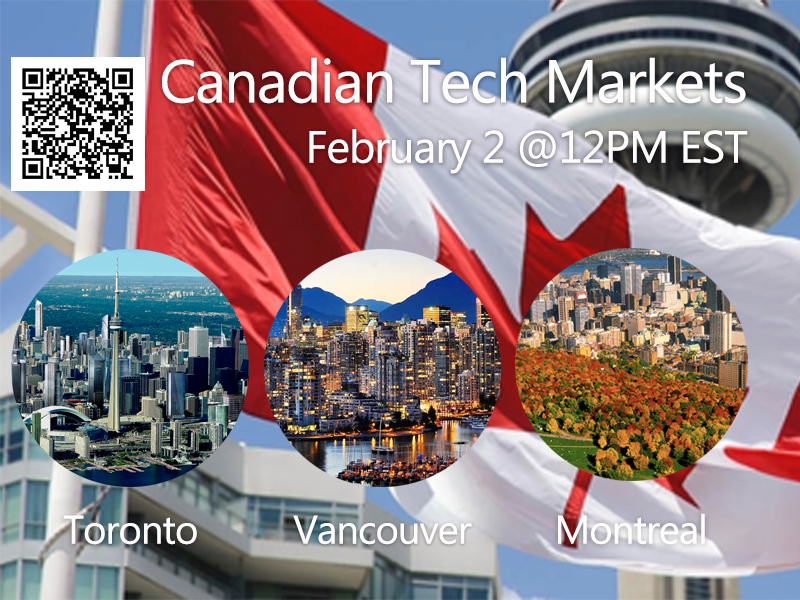 Canadian Tech Markets
February 2 @12PM EST
Toronto
Vancouver
Montreal